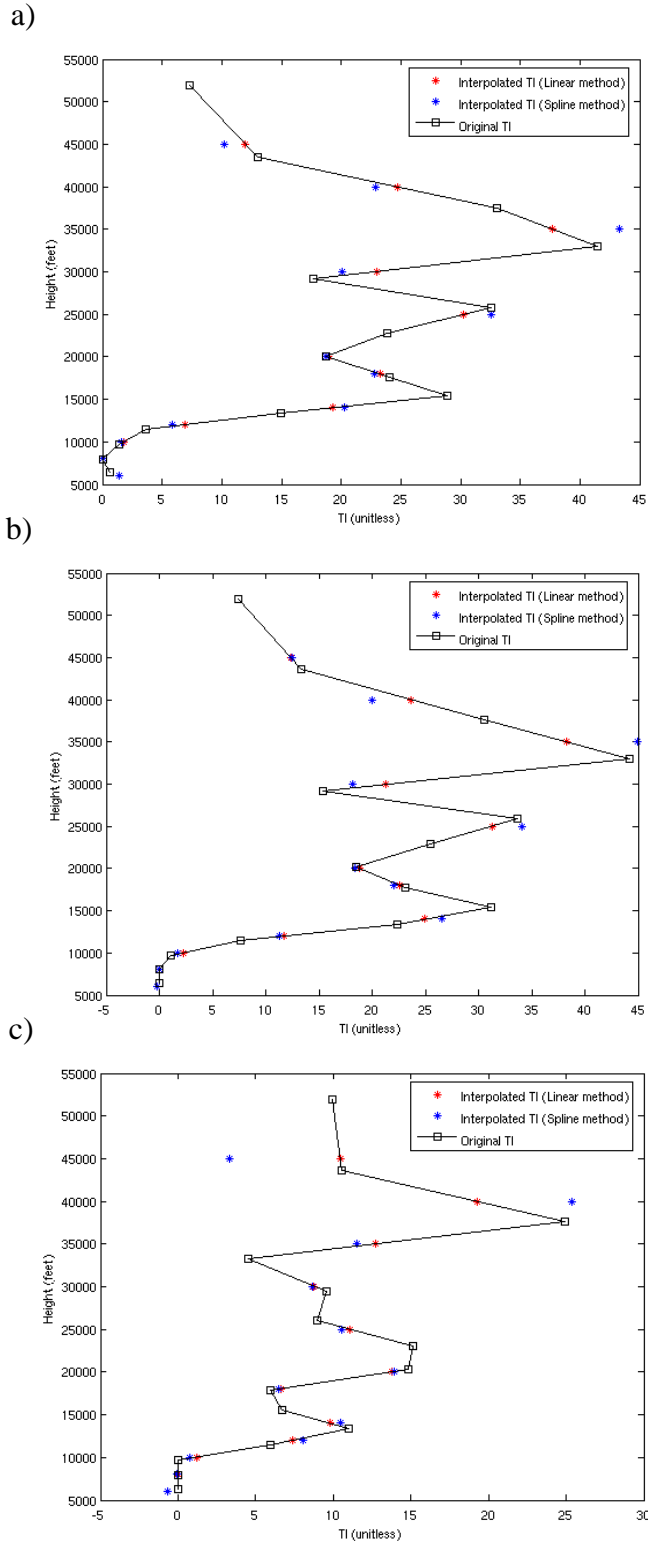 a)
55000
50000
45000
40000
35000
30000
25000
20000
15000
10000
5000
Height (feet)
Interpolated TI (Linear method)
Interpolated TI (Spline method)
Original TI
0 5 10 15 20 25 30 35 40 45
TI (unitless)
b)
55000
50000
45000
40000
35000
30000
25000
20000
15000
10000
5000
Height (feet)
Interpolated TI (Linear method)
Interpolated TI (Spline method)
Original TI
-5 0 5 10 15 20 25 30 35 40 45
TI (unitless)
c)
55000
50000
45000
40000
35000
30000
25000
20000
15000
10000
5000
Height (feet)
Interpolated TI (Linear method)
Interpolated TI (Spline method)
Original TI
-5 0 5 10 15 20 25 30
TI (unitless)